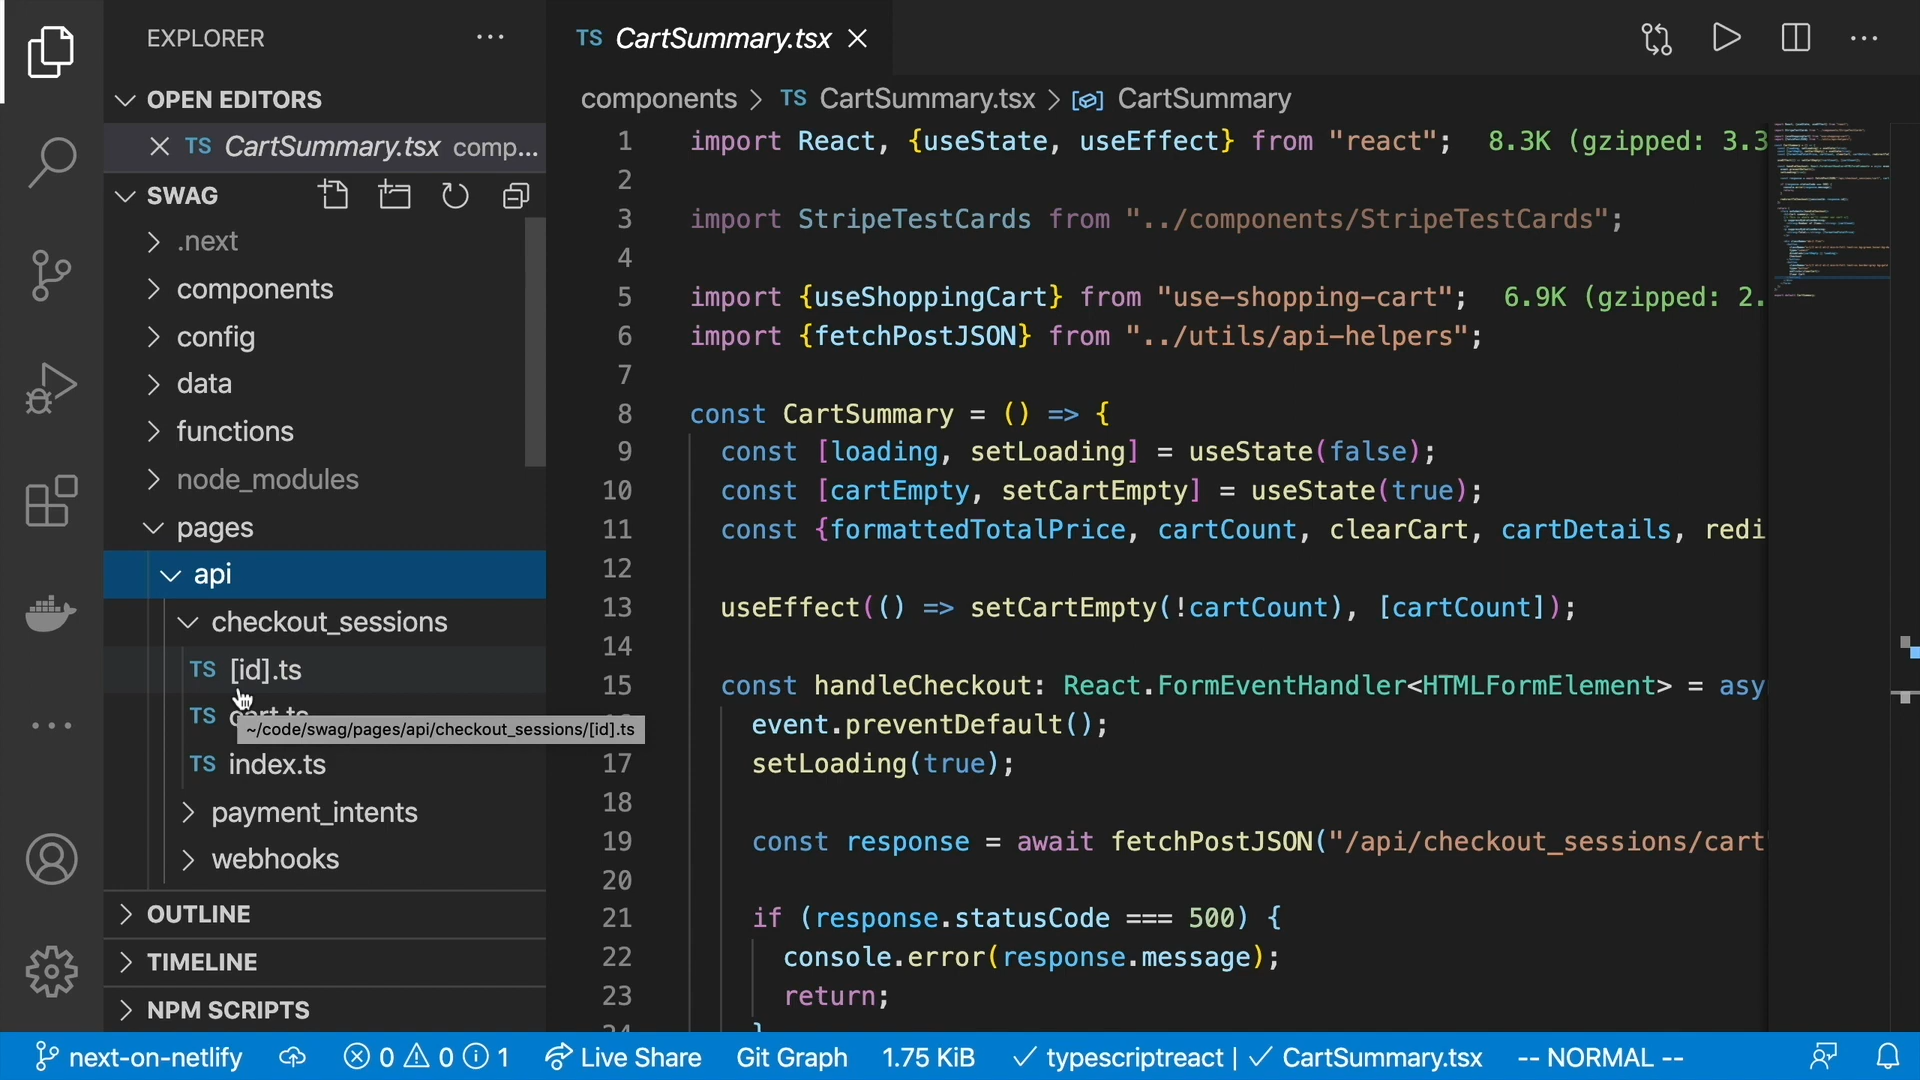 EXPLORER
OPEN EDITORS
TS CartSummary.tsx comp...
SWAG
.next
components
config
data
functions
node_modules
pages
api
checkout_sessions
TS [id].ts
TS cart.ts
~/code/swag/pages/api/checkout_sessions/[id].ts
TS index.ts
payment_intents
webhooks
OUTLINE
TIMELINE
NPM SCRIPTS
TS CartSummary.tsx
components > TS CartSummary.tsx > CartSummary
1 import React, {useState, useEffect} from "react"; 8.3K (gzipped: 3.3
2
3 import StripeTestCards from "../components/StripeTestCards";
4
5 import {useShoppingCart} from "use-shopping-cart"; 6.9K (gzipped: 2.
6 import {fetchPostJSON} from "../utils/api-helpers";
7
8 const CartSummary = () => {
9 const [loading, setLoading] = useState(false);
10 const [cartEmpty, setCartEmpty] = useState(true);
11 const {formattedTotalPrice, cartCount, clearCart, cartDetails, redi
12
13 useEffect(() => setCartEmpty(!cartCount), [cartCount]);
14
15 const handleCheckout: React.FormEventHandler<HTMLFormElement> = asy
event.preventDefault();
17 setLoading(true);
18
19 const response = await fetchPostJSON("/api/checkout_sessions/cart"
20
21 if (response.statusCode === 500) {
22 console.error(response.message);
23 return;
24 }
next-on-netlify 0 0 1 Live Share Git Graph 1.75 KiB typescriptreact | CartSummary.tsx -- NORMAL --